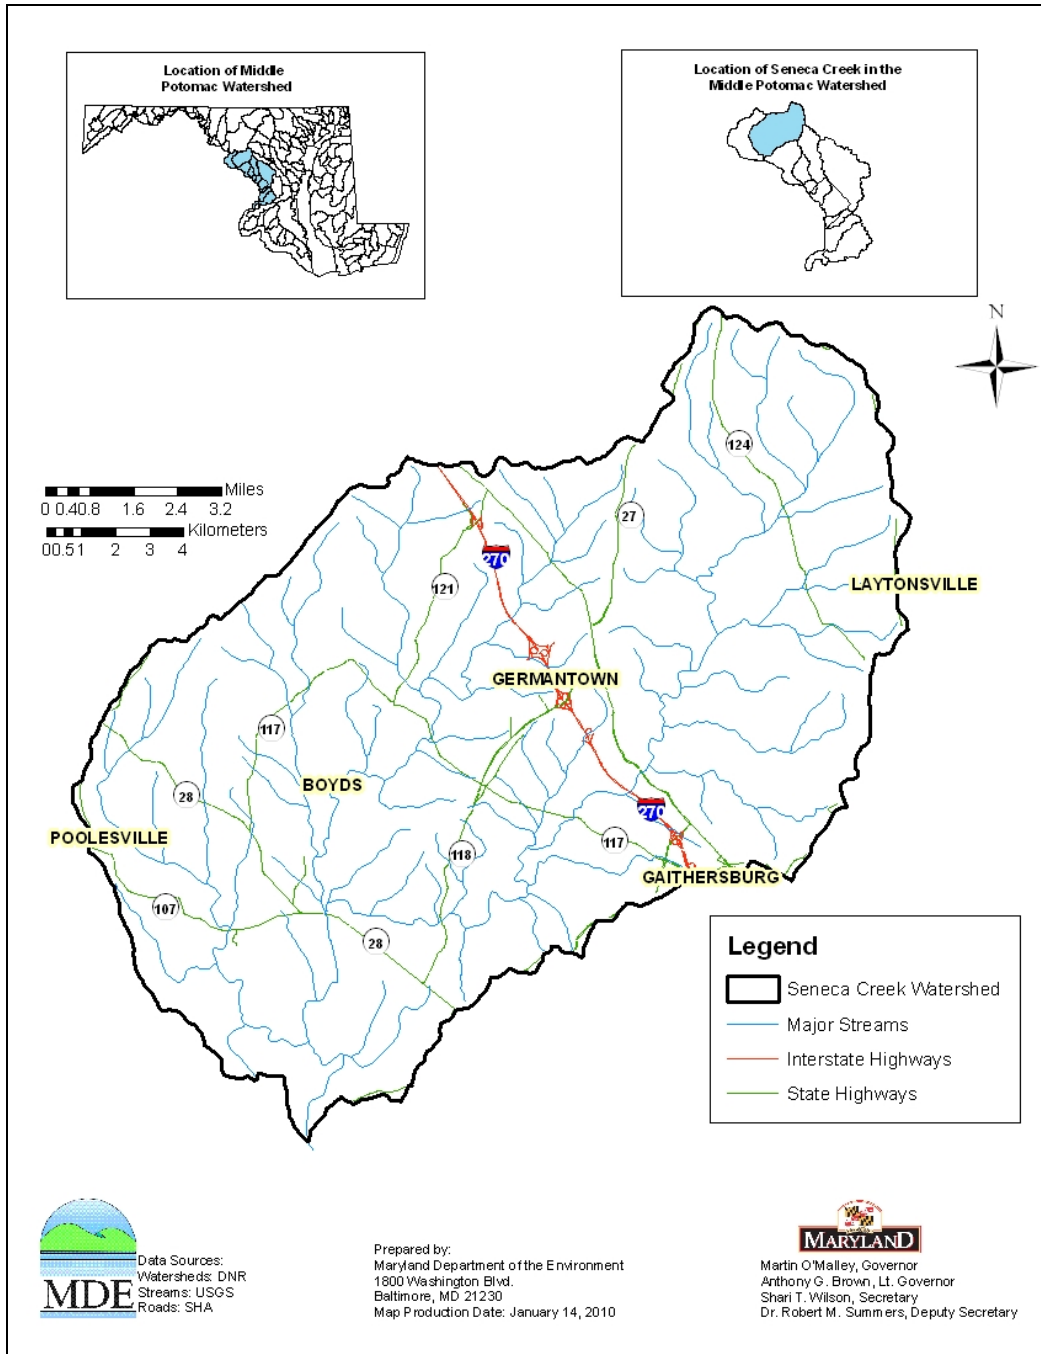 Location of Middle
Potomac Watershed
Location of Seneca Creek in the
Middle Potomac Watershed
N
124
Miles
0 0.40.8 1.6 2.4 3.2
Kilometers
00.51 2 3 4
27
270
121
LAYTONSVILLE
GERMANTOWN
117
BOYDS
28
270
POOLESVILLE
117
118
GAITHERSBURG
107
28
Legend
Seneca Creek Watershed
Major Streams
Interstate Highways
State Highways
MDE
Data Sources:
Watersheds: DNR
Streams: USGS
Roads: SHA
Prepared by:
Maryland Department of the Environment
1800 Washington Blvd.
Baltimore, MD 21230
Map Production Date: January 14, 2010
MARYLAND
Martin O'Malley, Governor
Anthony G. Brown, Lt. Governor
Shari T. Wilson, Secretary
Dr. Robert M. Summers, Deputy Secretary